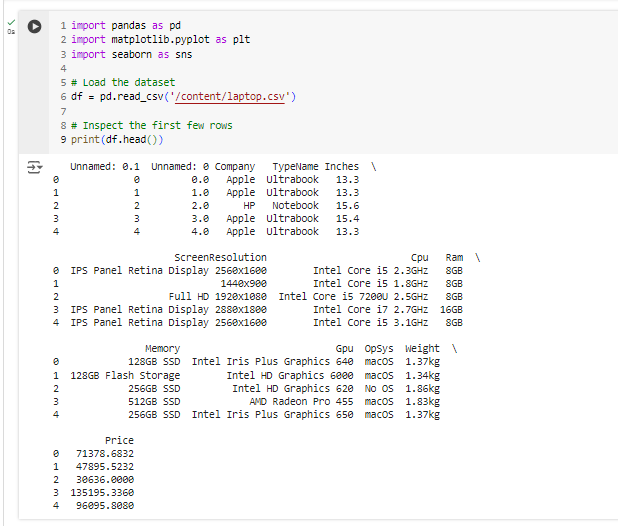 0s
1 import pandas as pd
2 import matplotlib.pyplot as plt
3 import seaborn as sns
4
5 # Load the dataset
6 df = pd.read_csv('/content/laptop.csv')
7
8 # Inspect the first few rows
9 print(df.head())
Unnamed: 0.1 Unnamed: 0 Company TypeName Inches \
0 0 0.0 Apple Ultrabook 13.3
1 1 1.0 Apple Ultrabook 13.3
2 2 2.0 HP Notebook 15.6
3 3 3.0 Apple Ultrabook 15.4
4 4 4.0 Apple Ultrabook 13.3
ScreenResolution Cpu Ram \
0 IPS Panel Retina Display 2560x1600 Intel Core i5 2.3GHz 8GB
1 1440x900 Intel Core i5 1.8GHz 8GB
2 Full HD 1920x1080 Intel Core i5 7200U 2.5GHz 8GB
3 IPS Panel Retina Display 2880x1800 Intel Core i7 2.7GHz 16GB
4 IPS Panel Retina Display 2560x1600 Intel Core i5 3.1GHz 8GB
Memory Gpu OpSys Weight \
0 128GB SSD Intel Iris Plus Graphics 640 macOS 1.37kg
1 128GB Flash Storage Intel HD Graphics 6000 macOS 1.34kg
2 256GB SSD Intel HD Graphics 620 No OS 1.86kg
3 512GB SSD AMD Radeon Pro 455 macOS 1.83kg
4 256GB SSD Intel Iris Plus Graphics 650 macOS 1.37kg
Price
0 71378.6832
1 47895.5232
2 30636.0000
3 135195.3360
4 96095.8080